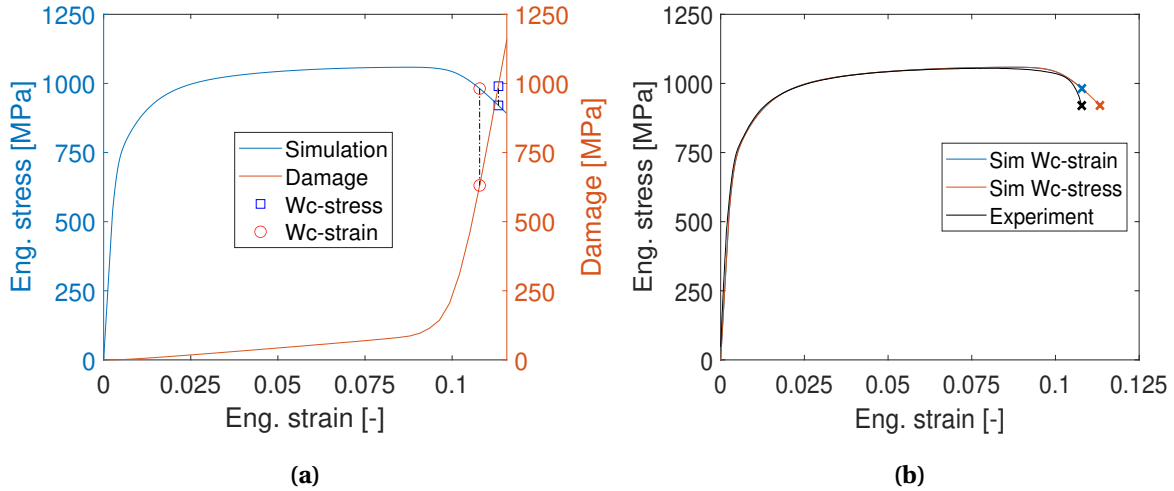 1250
1000
750
500
250
0
Eng. stress [MPa]
0
0.025
0.05
0.075
0.1
Eng. strain [-]
1250
1000
750
500
250
0
Damage [MPa]
Simulation
Damage
Wc-stress
Wc-strain
(a)
1250
1000
750
500
250
0
Eng. stress [MPa]
0
0.025
0.05
0.075
0.1
0.125
Eng. strain [-]
Sim Wc-strain
Sim Wc-stress
Experiment
(b)